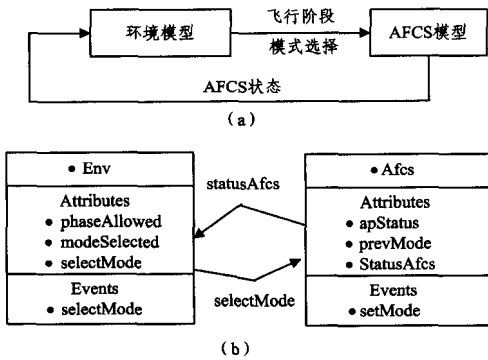 环境模型
飞行阶段
模式选择
AFCS模型
AFCS状态
(a)
• Env
Attributes
• phaseAllowed
• modeSelected
• selectMode
Events
• selectMode
statusAfcs
selectMode
• Afcs
Attributes
• apStatus
• prevMode
• StatusAfcs
Events
• setMode
(b)